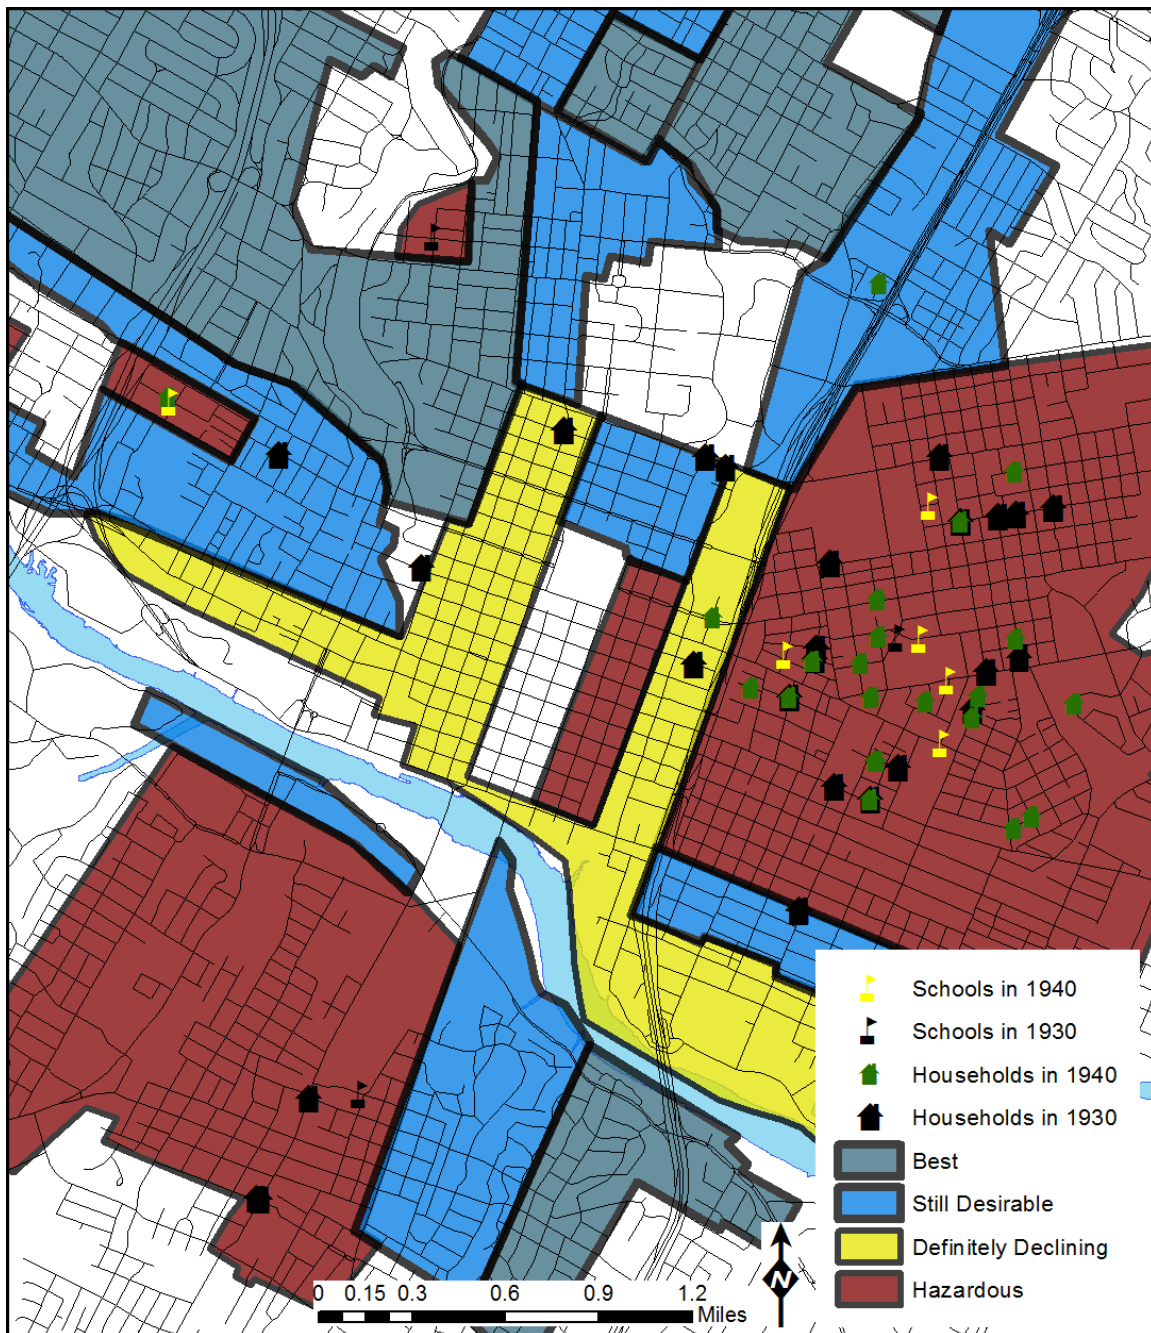 Schools in 1940
Schools in 1930
Households in 1940
Households in 1930
Best
Still Desirable
Definitely Declining
Hazardous
0 0.15 0.3 0.6 0.9 1.2
Miles
N